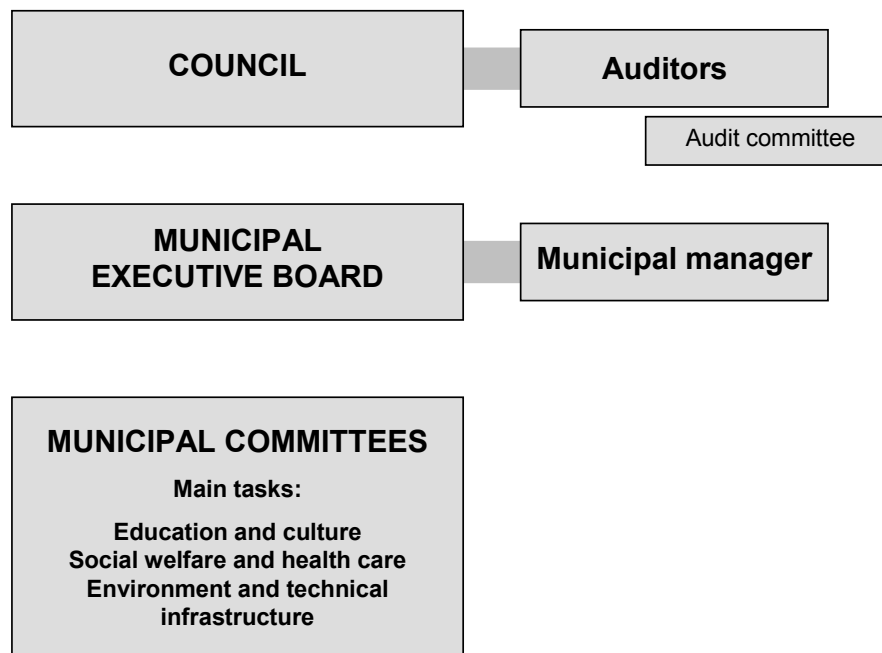 COUNCIL
Auditors
Audit committee
MUNICIPAL
EXECUTIVE BOARD
Municipal manager
MUNICIPAL COMMITTEES
Main tasks:
Education and culture
Social welfare and health care
Environment and technical
infrastructure